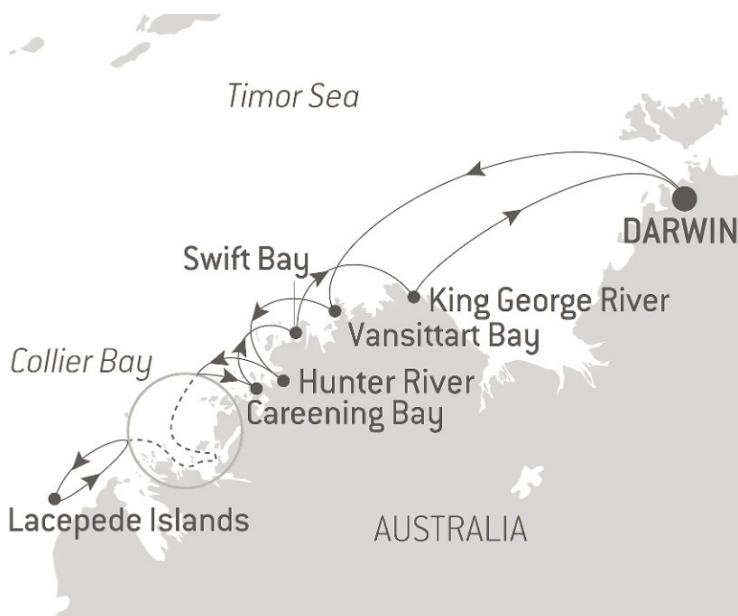 Timor Sea
DARWIN
Swift Bay
King George River
Vansittart Bay
Collier Bay
Hunter River
Careening Bay
Lacepede Islands
AUSTRALIA